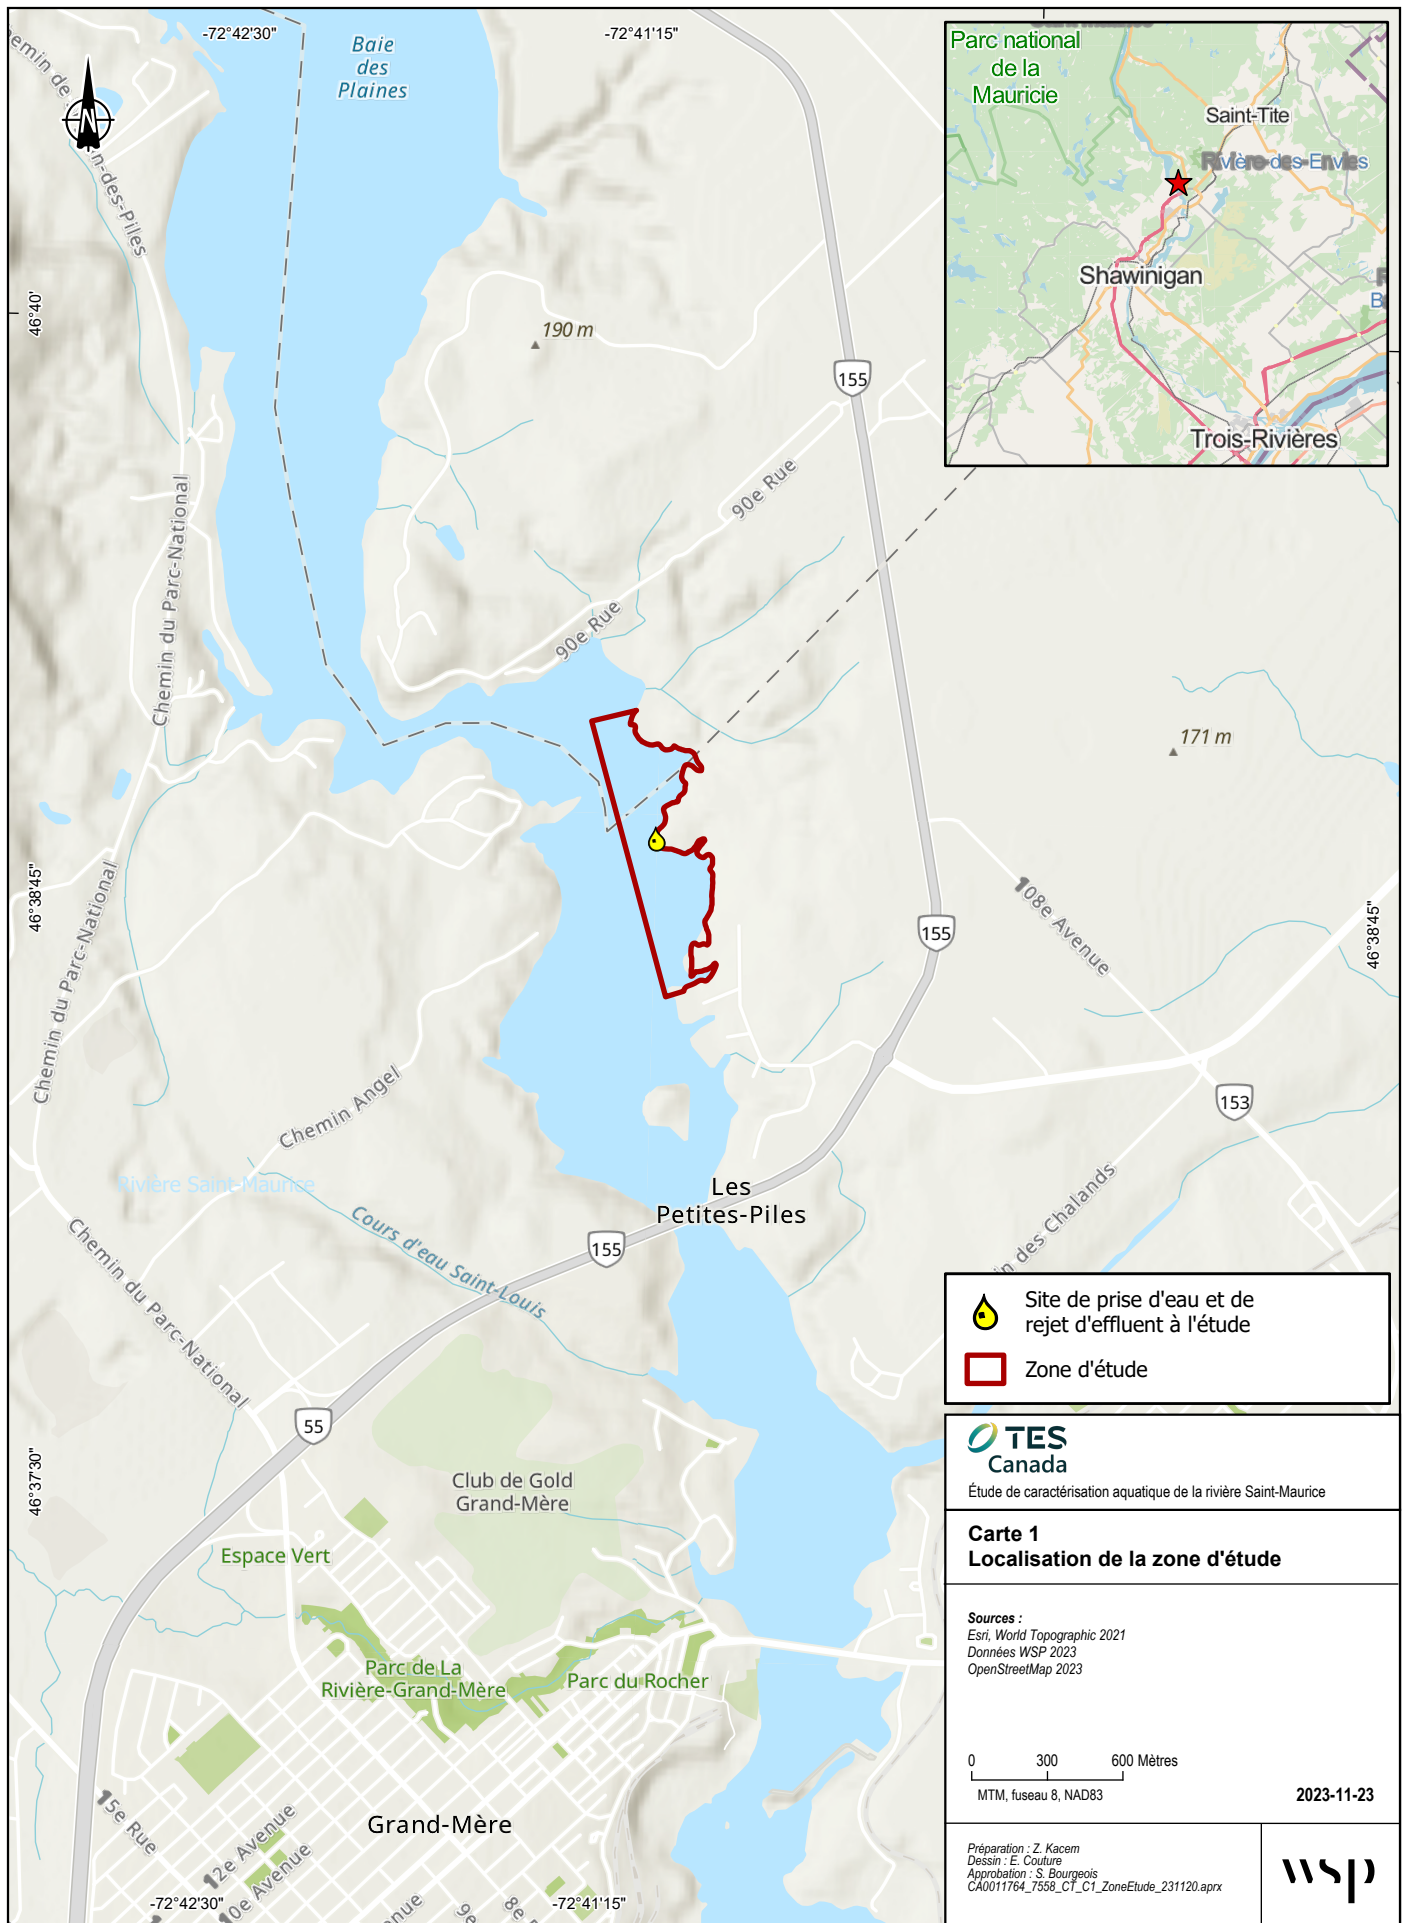 -72°42'30"
-72°41'15"
Baie
des
Plaines
N
n-des-Piles
46°40'
190 m
155
90e Rue
90e Rue
Chemin du Parc-National
171 m
46°38'45"
46°38'45"
155
108e Avenue
Chemin du Parc-National
Chemin Angel
153
Rivière Saint-Maurice
Les
Petites-Piles
Cours d'eau Saint-Louis
155
in des Chalands
Chemin du Parc-National
55
46°37'30"
Club de Gold
Grand-Mère
Espace Vert
Parc de La
Rivière-Grand-Mère
Parc du Rocher
15e Rue
12e Avenue
10e Avenue
Grand-Mère
-72°42'30"
-72°41'15"
Parc national
de la
Mauricie
Saint-Tite
Rivière-des-Envies
Shawinigan
Trois-Rivières
Site de prise d'eau et de
rejet d'effluent à l'étude
Zone d'étude
TES
Canada
Étude de caractérisation aquatique de la rivière Saint-Maurice
Carte 1
Localisation de la zone d'étude
Sources :
Esri, World Topographic 2021
Données WSP 2023
OpenStreetMap 2023
0 300 600 Mètres
MTM, fuseau 8, NAD83
2023-11-23
Préparation : Z. Kacem
Dessin : E. Couture
Approbation : S. Bourgeois
CA0011764_7558_CT_C1_ZoneEtude_231120.aprx
wsp